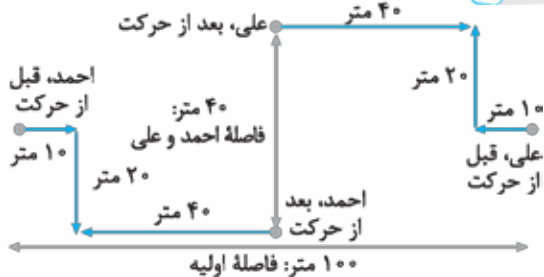 ۴۰ متر
علی، بعد از حرکت
۲۰ متر
۱۰ متر
علی، قبل
از حرکت
۴۰ متر:
فاصلهٔ احمد و علی
احمد، قبل
از حرکت
۱۰ متر
۲۰ متر
احمد، بعد
از حرکت
۴۰ متر
۱۰۰ متر: فاصلهٔ اولیه